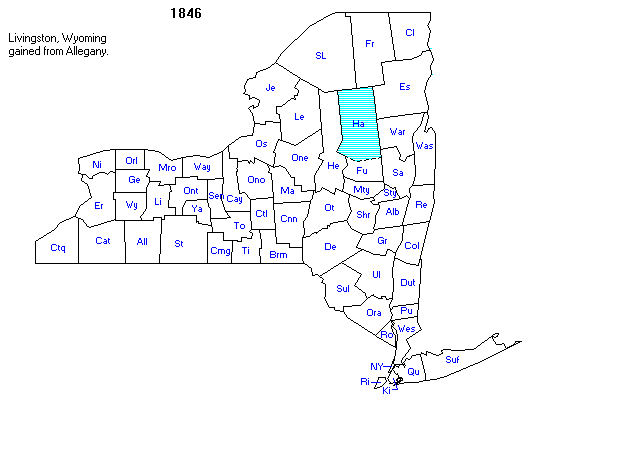 1846
Livingston, Wyoming
gained from Allegany.
Cl
Fr
SL
Es
Je
Le
Ha
War
Was
Os
One
He
Fu
Sa
Ni
Orl
Mro
Way
Ge
Ono
Ma
Mty
Sty
Er
Wy
Li
Ont
Ya
Sen
Cay
Ctl
Cnn
Ot
Shr
Alb
Re
To
Ctq
Cat
All
St
Cmg
Ti
Brm
De
Gr
Col
Ul
Sul
Dut
Ora
Pu
Ro
Wes
NY
Qu
Suf
Ri
Ki